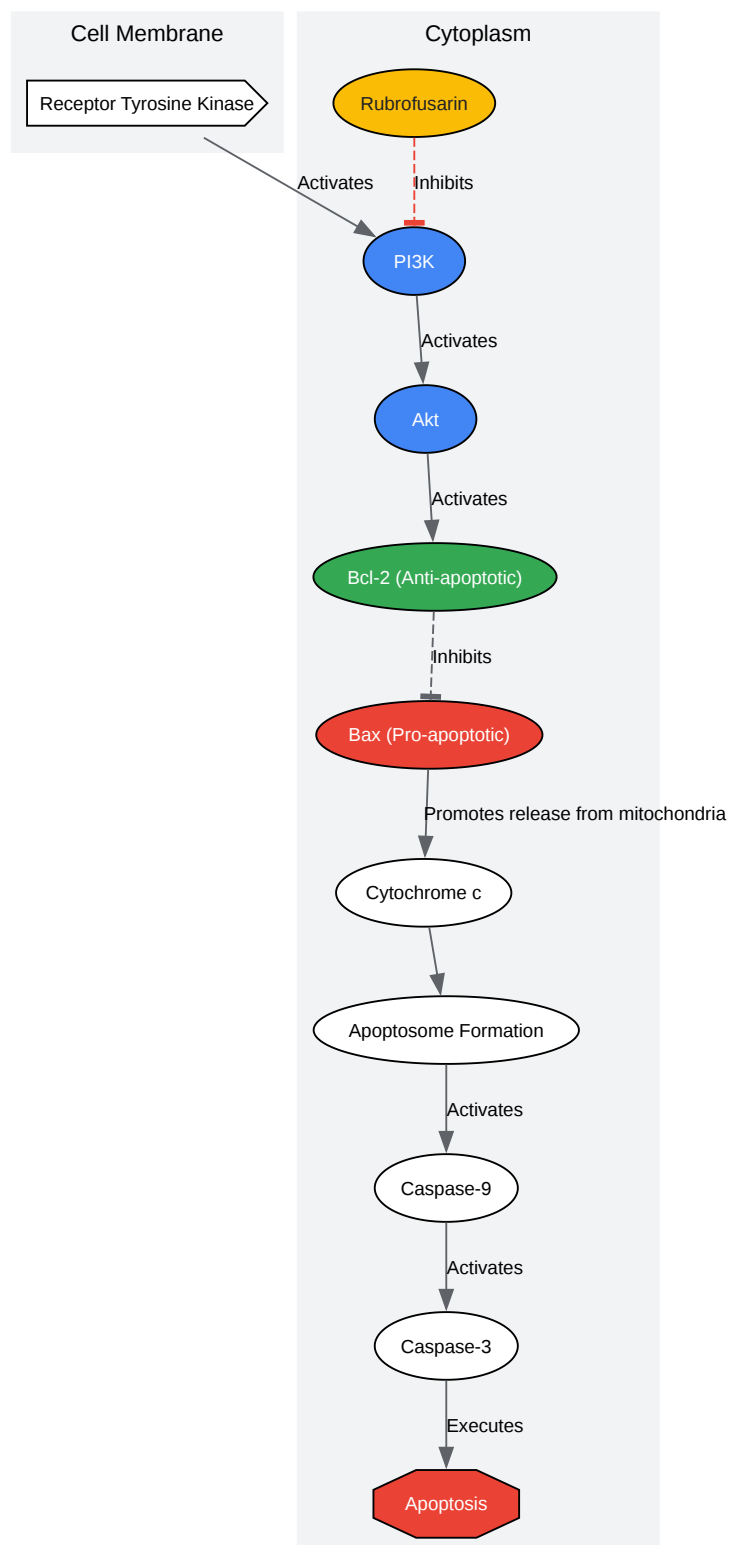 Cell Membrane
Cytoplasm
Receptor Tyrosine Kinase
Rubrofusarin
Activates
Inhibits
PI3K
Activates
Akt
Activates
Bcl-2 (Anti-apoptotic)
Inhibits
Bax (Pro-apoptotic)
Promotes release from mitochondria
Cytochrome c
Apoptosome Formation
Activates
Caspase-9
Activates
Caspase-3
Executes
Apoptosis